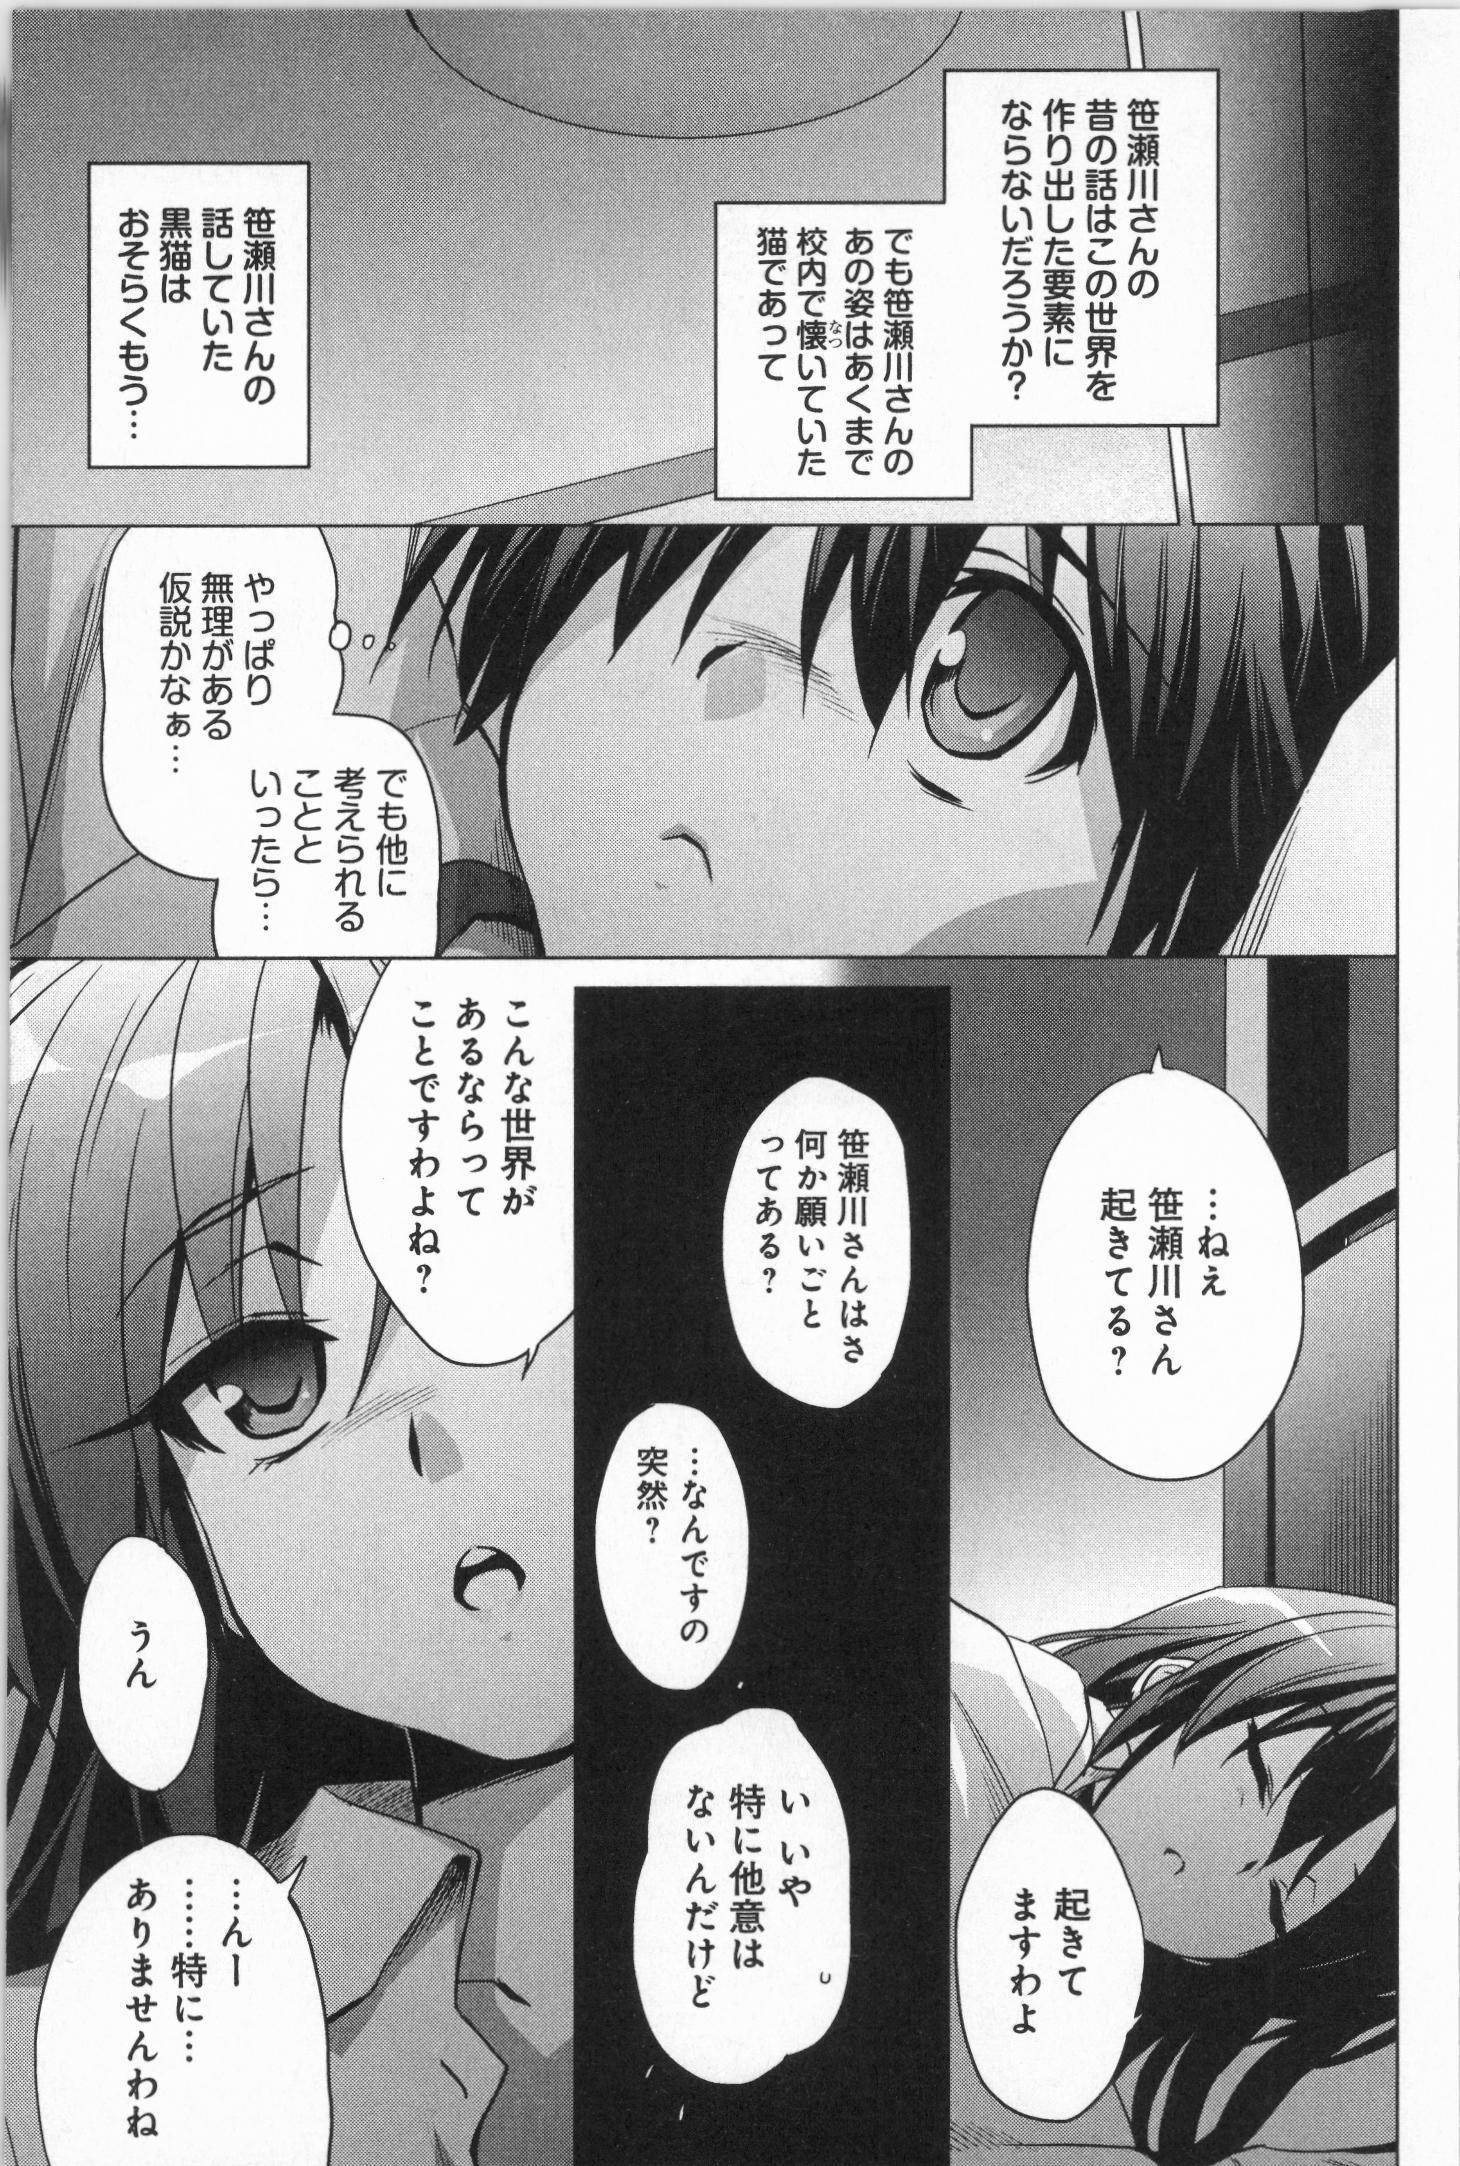 笹瀬川さんの
昔の話はこの世界を
作り出した要素に
ならないだろうか?
でも笹瀬川さんの
あの姿はあくまで
校内で懐いていた
なつ
猫であって
笹瀬川さんの
話していた
黒猫は
おそらくもう…
でも他に
考えられる
ことと
いったら…
やっぱり
無理がある
仮説かなぁ…
…ねえ
笹瀬川さん
起きてる?
起きて
ますわよ
笹瀬川さんはさ
何か願いごと
ってある?
…なんですの
突然?
いいや
特に他意は
ないんだけど
こんな世界が
あるならって
ことですわよね?
うん
…んー
……特に…
ありませんわね